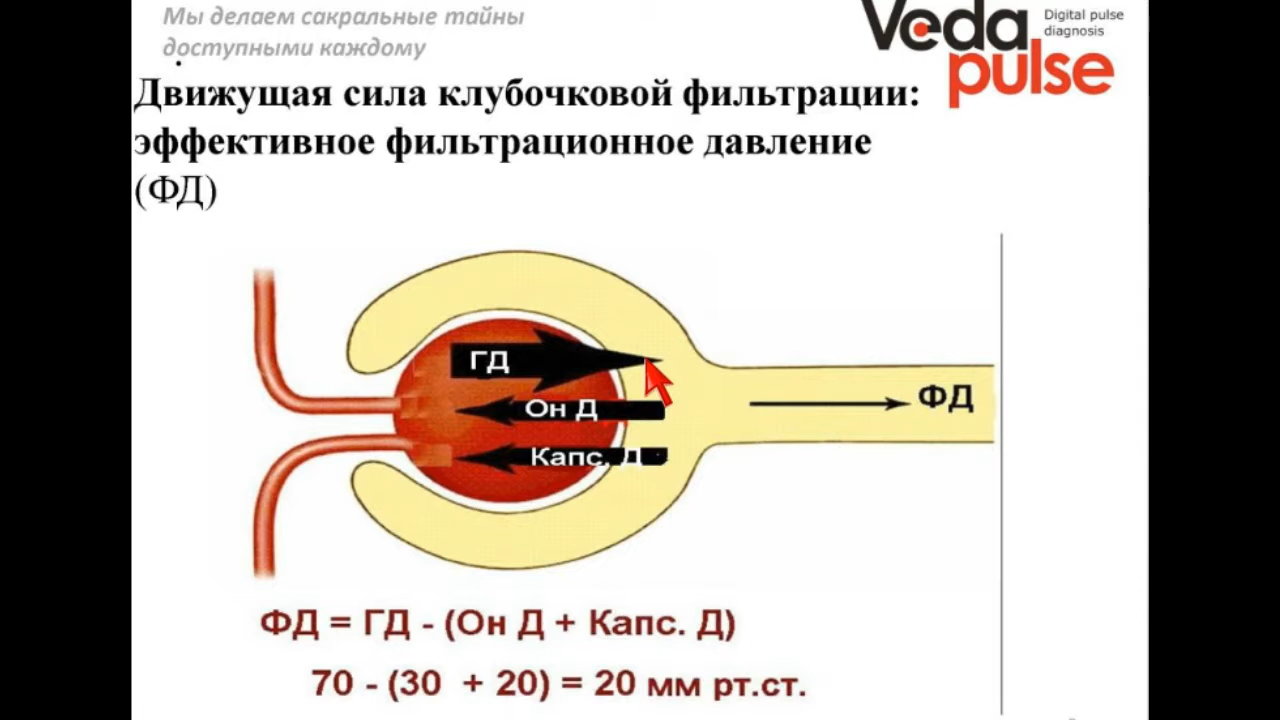 Мы делаем сакральные тайны
доступными каждому
Veda
pulse
Digital pulse
diagnosis
Движущая сила клубочковой фильтрации:
эффективное фильтрационное давление
(ФД)
ГД
Он Д
Капс. Д
ФД
ФД = ГД - (Он Д + Капс. Д)
70 - (30 + 20) = 20 мм рт.ст.